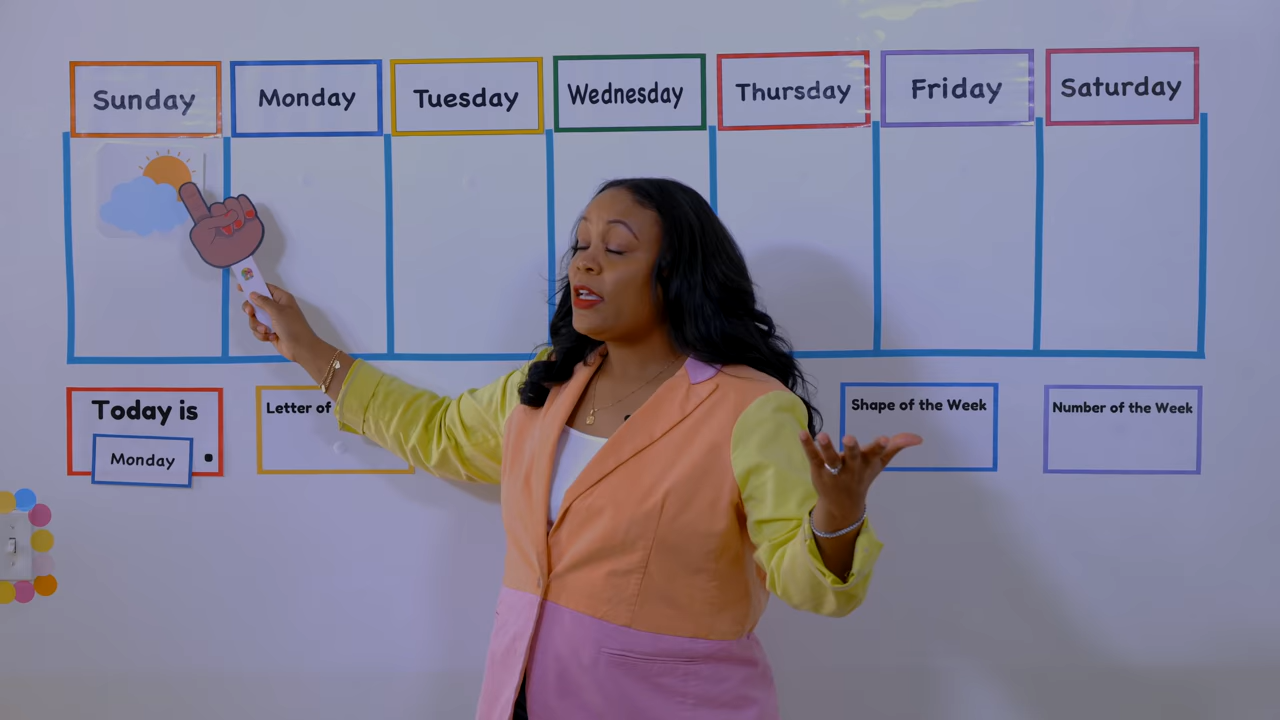 Sunday
Monday
Tuesday
Wednesday
Thursday
Friday
Saturday
Today is
Monday
Letter of
Shape of the Week
Number of the Week